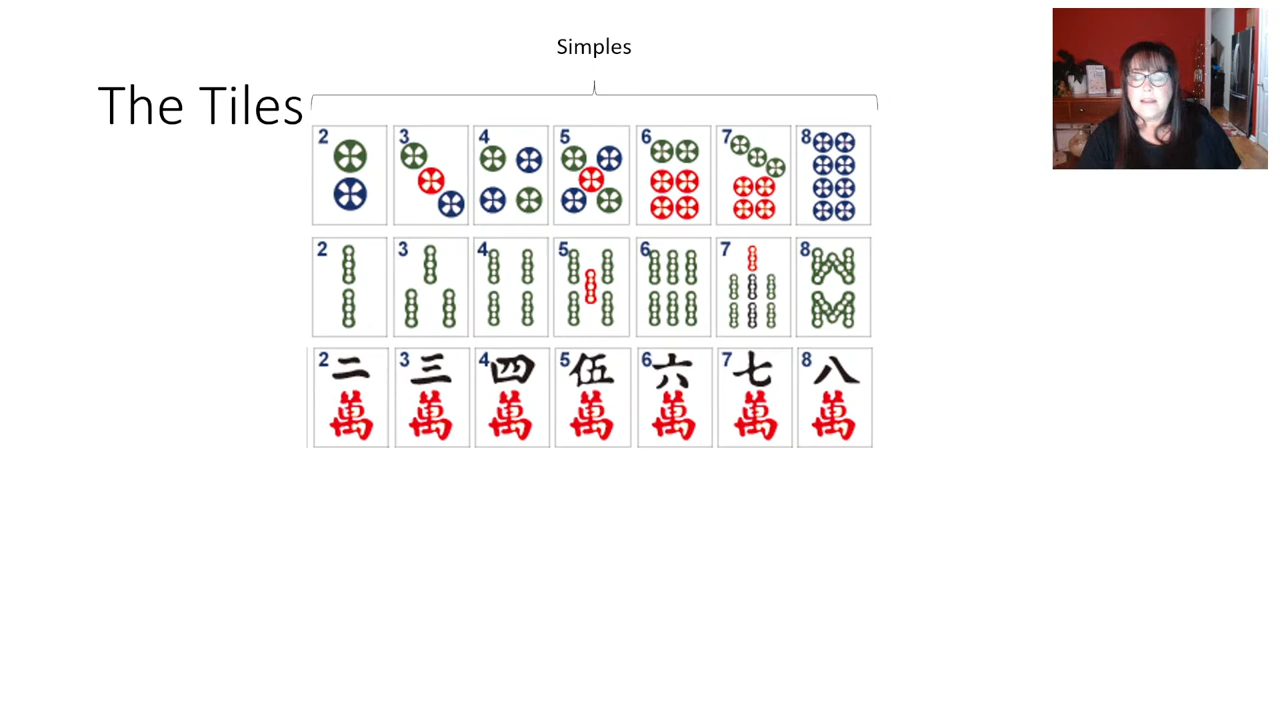 Simples
The Tiles
2 3 4 5 6 7 8
2 3 4 5 6 7 8
2 二 3 三 4 四 5 伍 6 六 7 七 8 八
萬 萬 萬 萬 萬 萬 萬